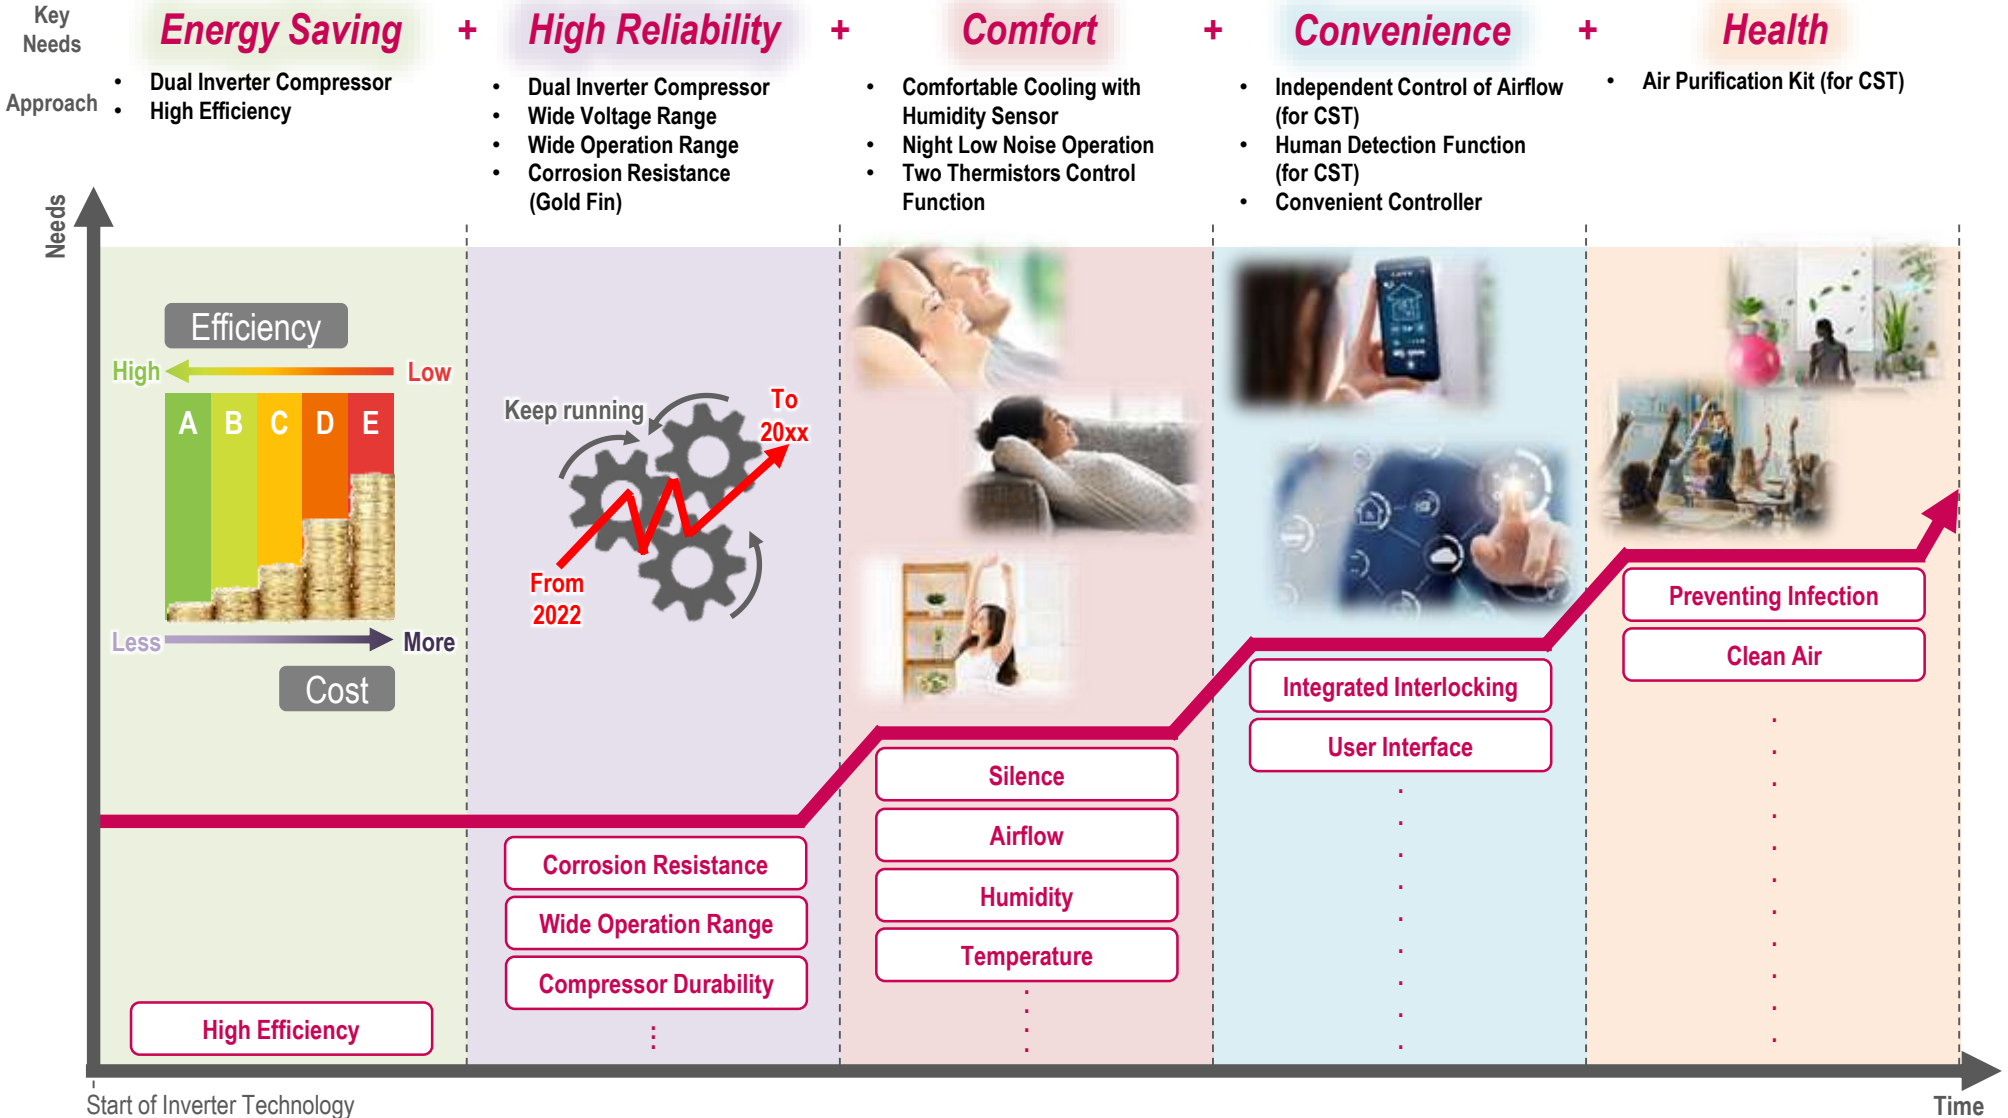 Key
Needs
Energy Saving + High Reliability + Comfort + Convenience + Health
Approach
• Dual Inverter Compressor
• High Efficiency
• Dual Inverter Compressor
• Wide Voltage Range
• Wide Operation Range
• Corrosion Resistance
(Gold Fin)
• Comfortable Cooling with
Humidity Sensor
• Night Low Noise Operation
• Two Thermistors Control
Function
• Independent Control of Airflow
(for CST)
• Human Detection Function
(for CST)
• Convenient Controller
• Air Purification Kit (for CST)
Needs
Efficiency
High
Low
A B C D E
Less
More
Cost
High Efficiency
Keep running
To
20xx
From
2022
Corrosion Resistance
Wide Operation Range
Compressor Durability
Silence
Airflow
Humidity
Temperature
Integrated Interlocking
User Interface
Preventing Infection
Clean Air
Start of Inverter Technology
Time